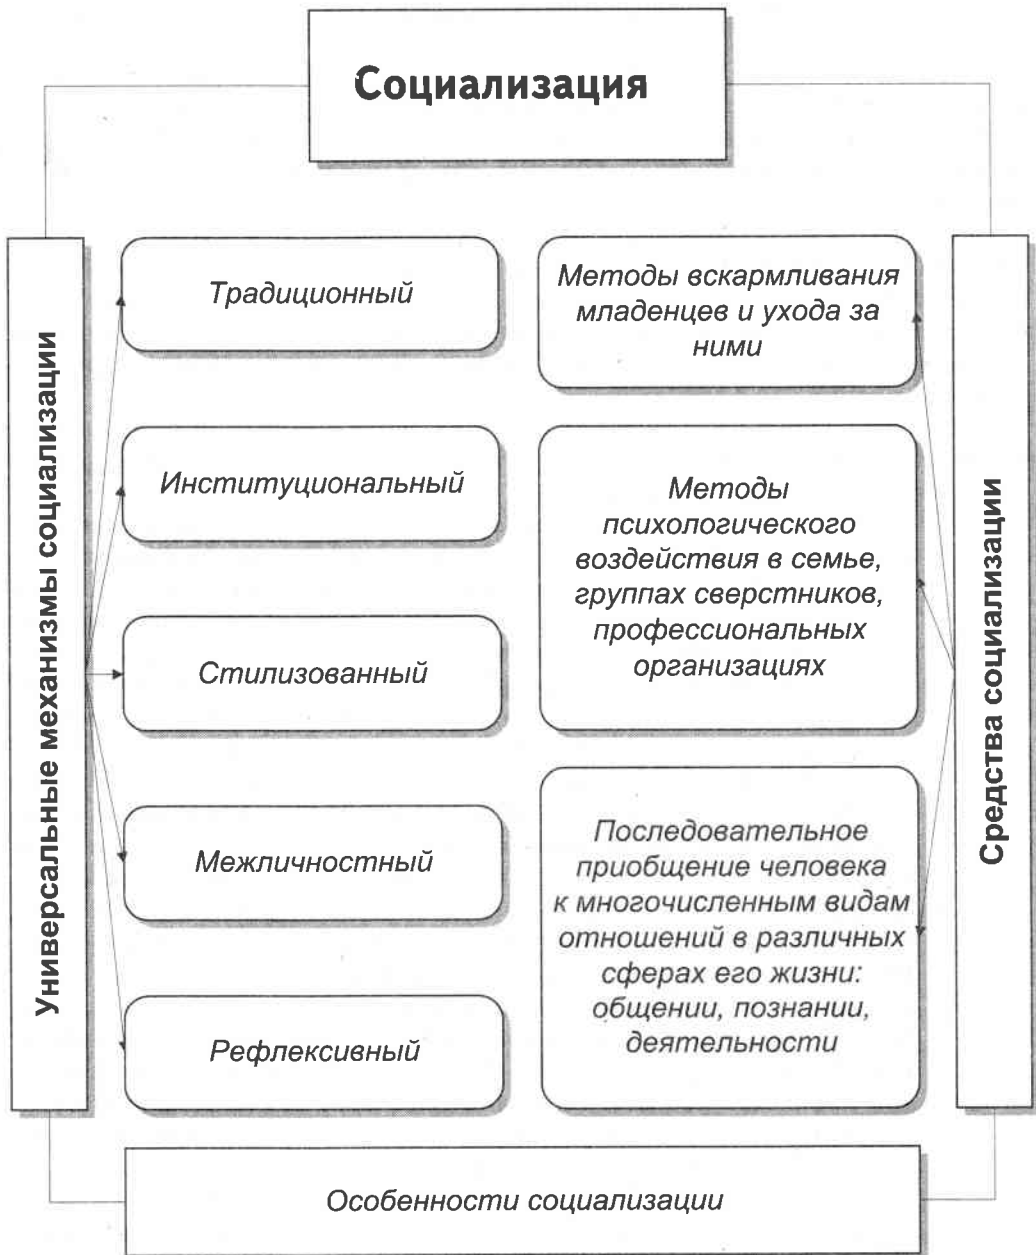 Социализация
Универсальные механизмы социализации
Традиционный
Институциональный
Стилизованный
Межличностный
Рефлексивный
Методы вскармливания
младенцев и ухода за
ними
Методы
психологического
воздействия в семье,
группах сверстников,
профессиональных
организациях
Последовательное
приобщение человека
к многочисленным видам
отношений в различных
сферах его жизни:
общении, познании,
деятельности
Средства социализации
Особенности социализации